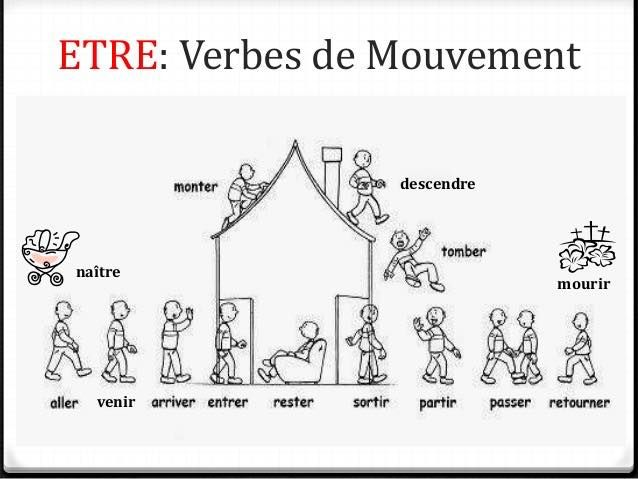 ETRE: Verbes de Mouvement
monter
descendre
tomber
naître
mourir
aller venir arriver entrer rester sortir partir passer retourner